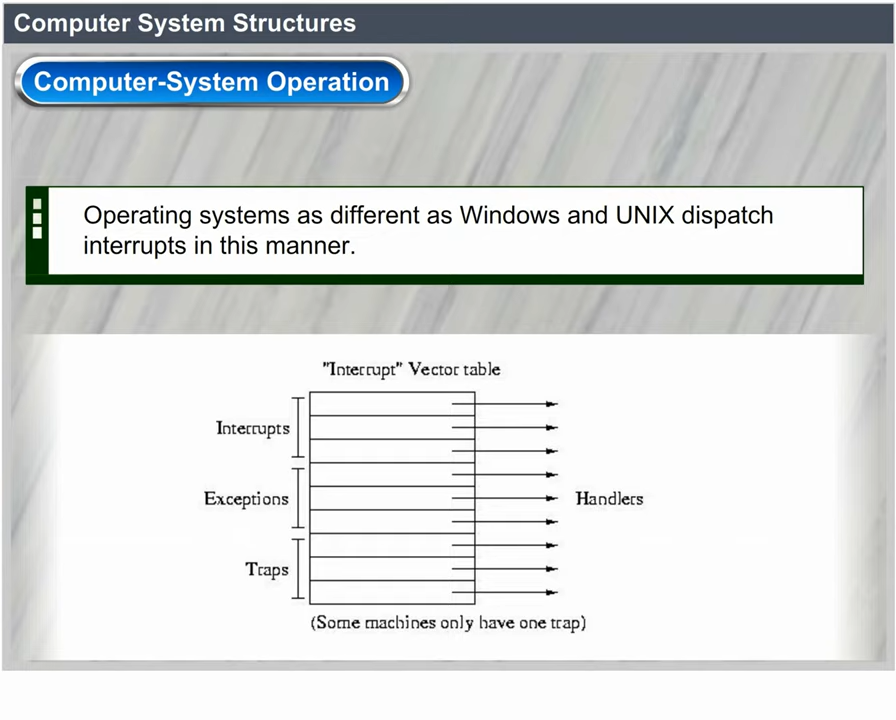 Computer System Structures
Computer-System Operation
Operating systems as different as Windows and UNIX dispatch
interrupts in this manner.
"Interrupt" Vector table
Interrupts
Exceptions
Handlers
Traps
(Some machines only have one trap)